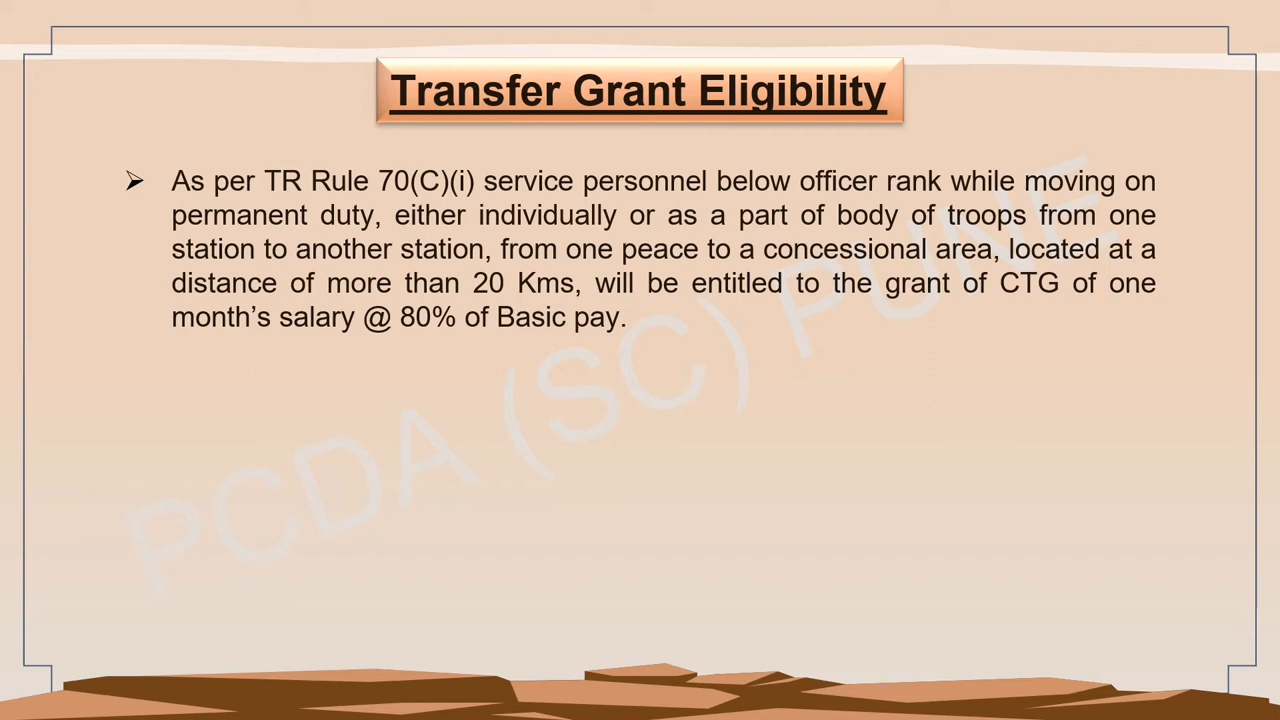 Transfer Grant Eligibility
➢ As per TR Rule 70(C)(i) service personnel below officer rank while moving on
permanent duty, either individually or as a part of body of troops from one
station to another station, from one peace to a concessional area, located at a
distance of more than 20 Kms, will be entitled to the grant of CTG of one
month’s salary @ 80% of Basic pay.
PCDA (SC) PUNE